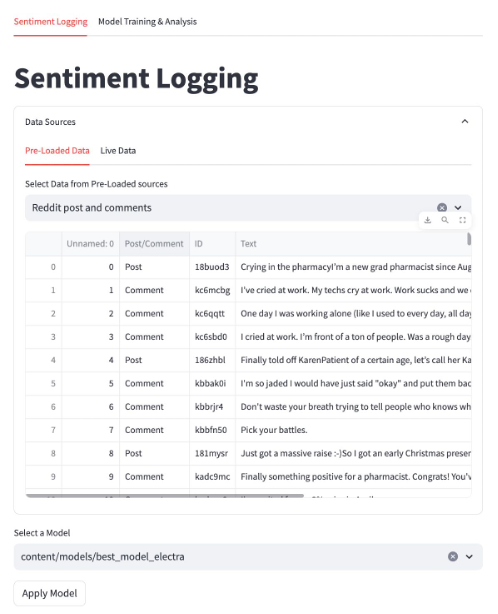 Sentiment Logging Model Training & Analysis
Sentiment Logging
Data Sources
Pre-Loaded Data Live Data
Select Data from Pre-Loaded sources
Reddit post and comments
Unnamed: 0 Post/Comment ID Text
0 0 Post 18buod3 Crying in the pharmacyI'm a new grad pharmacist since Aug
1 1 Comment kc6mcbg I've cried at work. My techs cry at work. Work sucks and we
2 2 Comment kc6qqtt One day I was working alone (like I used to every day, all day
3 3 Comment kc6sbd0 I cried at work. I'm front of a ton of people. Was a rough day
4 4 Post 186zhbl Finally told off KarenPatient of a certain age, let's call her Ka
5 5 Comment kbbak0i I'm so jaded I would have just said "okay" and put them bac
6 6 Comment kbbrjr4 Don't waste your breath trying to tell people who knows wh
7 7 Comment kbbfn50 Pick your battles.
8 8 Post 181mysr Just got a massive raise :-)So I got an early Christmas preser
9 9 Comment kadc9mc Finally something positive for a pharmacist. Congrats! You'v
Select a Model
content/models/best_model_electra
Apply Model